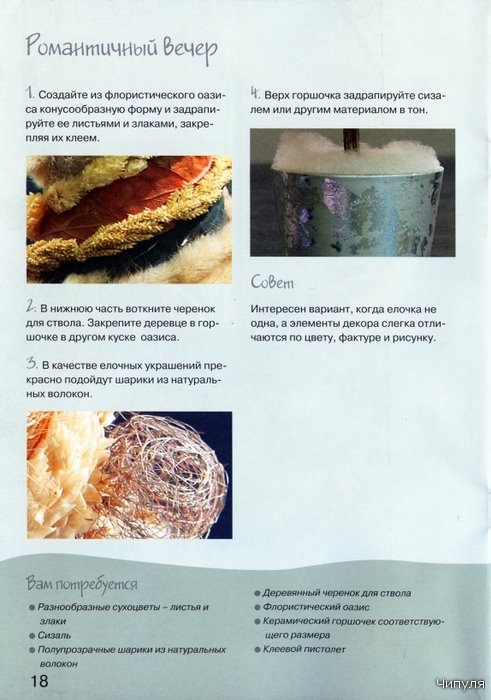 Романтичный вечер
1. Создайте из флористического оази-
са конусообразную форму и задрапи-
руйте ее листьями и злаками, закре-
пляя их клеем.
2. В нижнюю часть воткните черенок
для ствола. Закрепите деревце в гор-
шочке в другом куске оазиса.
3. В качестве елочных украшений пре-
красно подойдут шарики из натураль-
ных волокон.
4. Верх горшочка задрапируйте сиза-
лем или другим материалом в тон.
Совет
Интересен вариант, когда елочка не
одна, а элементы декора слегка отли-
чаются по цвету, фактуре и рисунку.
Вам потребуется
Разнообразные сухоцветы – листья и
злаки
Сизаль
Полупрозрачные шарики из натуральных
волокон
Деревянный черенок для ствола
Флористический оазис
Керамический горшочек соответствую-
щего размера
Клеевой пистолет
18
Чипуля